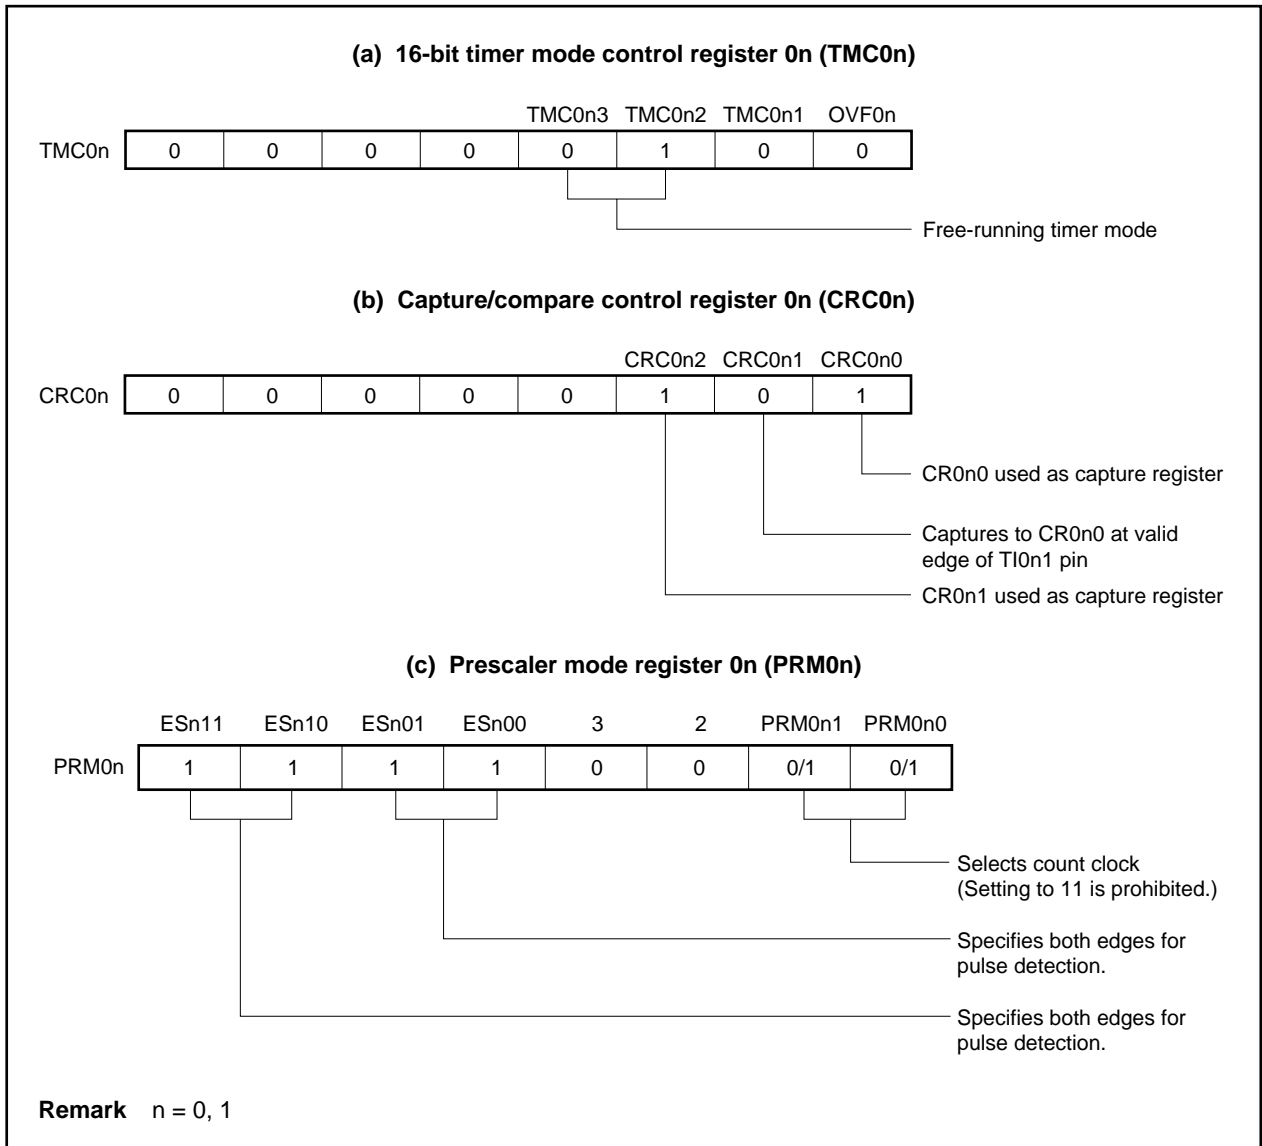 (a) 16-bit timer mode control register 0n (TMC0n)
TMC0n3 TMC0n2 TMC0n1 OVF0n
TMC0n 0 0 0 0 0 1 0 0
Free-running timer mode
(b) Capture/compare control register 0n (CRC0n)
CRC0n2 CRC0n1 CRC0n0
CRC0n 0 0 0 0 0 1 0 1
CR0n0 used as capture register
Captures to CR0n0 at valid
edge of TI0n1 pin
CR0n1 used as capture register
(c) Prescaler mode register 0n (PRM0n)
ESn11 ESn10 ESn01 ESn00 3 2 PRM0n1 PRM0n0
PRM0n 1 1 1 1 0 0 0/1 0/1
Selects count clock
(Setting to 11 is prohibited.)
Specifies both edges for
pulse detection.
Specifies both edges for
pulse detection.
Remark n = 0, 1